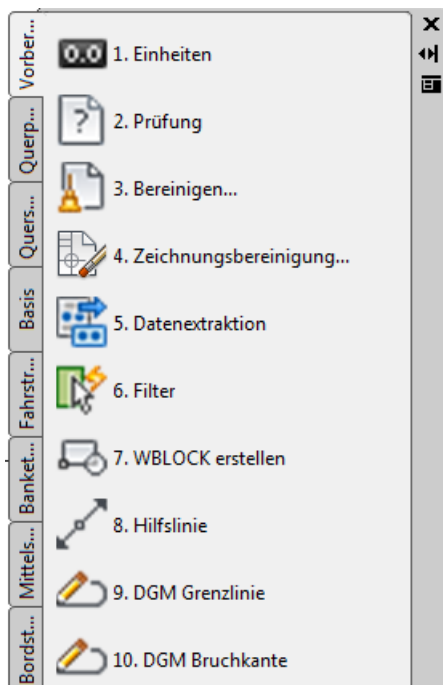 Vorber...
Querp...
Quers...
Basis
Fahrstr...
Banket...
Mittels...
Bordst...
0.0 1. Einheiten
? 2. Prüfung
3. Bereinigen...
4. Zeichnungsbereinigung...
5. Datenextraktion
6. Filter
7. WBLOCK erstellen
8. Hilfslinie
9. DGM Grenzlinie
10. DGM Bruchkante